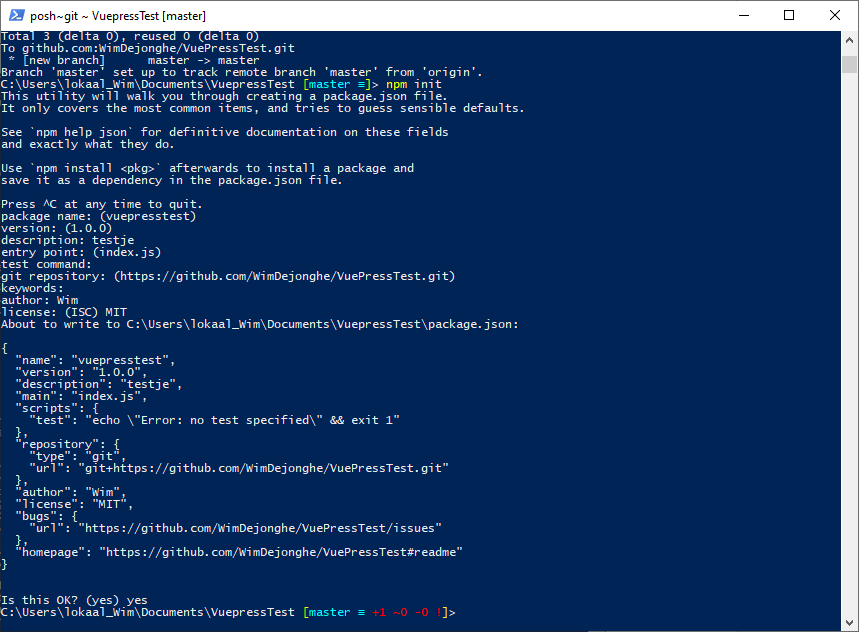 posh~git ~ VuepressTest [master]
Total 3 (delta 0), reused 0 (delta 0)
To github.com:WimDejonghe/VuePressTest.git
 * [new branch]      master -> master
Branch 'master' set up to track remote branch 'master' from 'origin'.
C:\Users\lokaal_Wim\Documents\VuepressTest [master ≡]> npm init
This utility will walk you through creating a package.json file.
It only covers the most common items, and tries to guess sensible defaults.

See `npm help json` for definitive documentation on these fields
and exactly what they do.

Use `npm install <pkg>` afterwards to install a package and
save it as a dependency in the package.json file.

Press ^C at any time to quit.
package name: (vuepresstest)
version: (1.0.0)
description: testje
entry point: (index.js)
test command:
git repository: (https://github.com/WimDejonghe/VuePressTest.git)
keywords:
author: Wim
license: (ISC) MIT
About to write to C:\Users\lokaal_Wim\Documents\VuepressTest\package.json:

{
  "name": "vuepresstest",
  "version": "1.0.0",
  "description": "testje",
  "main": "index.js",
  "scripts": {
    "test": "echo \"Error: no test specified\" && exit 1"
  },
  "repository": {
    "type": "git",
    "url": "git+https://github.com/WimDejonghe/VuePressTest.git"
  },
  "author": "Wim",
  "license": "MIT",
  "bugs": {
    "url": "https://github.com/WimDejonghe/VuePressTest/issues"
  },
  "homepage": "https://github.com/WimDejonghe/VuePressTest#readme"
}

Is this OK? (yes) yes
C:\Users\lokaal_Wim\Documents\VuepressTest [master ≡ +1 ~0 -0 !]>